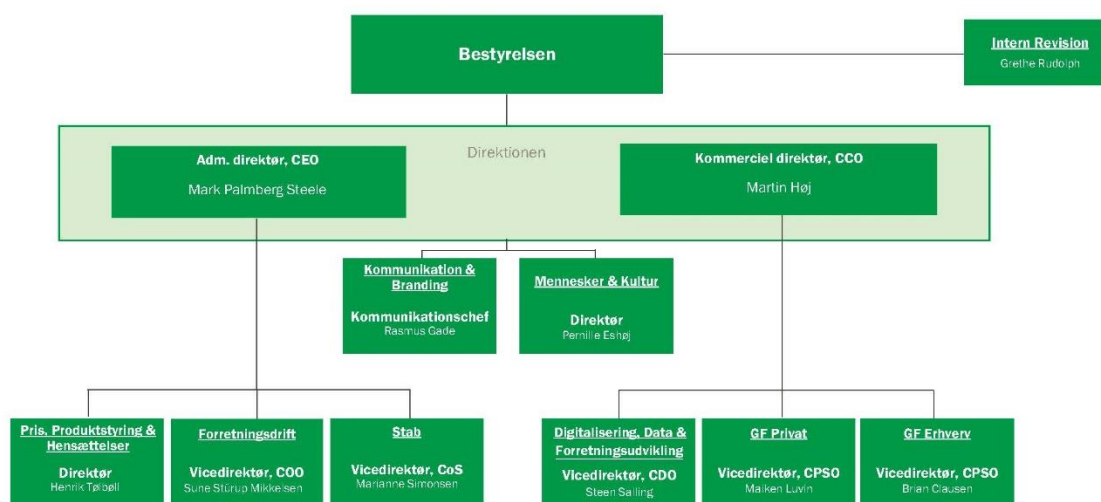 Bestyrelsen
Intern Revision
Grethe Rudolph
Direktionen
Adm. direktør, CEO
Mark Palmberg Steele
Kommerciel direktør, CCO
Martin Høj
Kommunikation &
Branding
Kommunikationschef
Rasmus Gade
Mennesker & Kultur
Direktør
Pernille Eshøj
Pris, Produktstyring &
Hensættelser
Direktør
Henrik Tølbøll
Forretningsdrift
Vicedirektør, COO
Sune Stürup Mikkelsen
Stab
Vicedirektør, CoS
Marianne Simonsen
Digitalisering, Data &
Forretningsudvikling
Vicedirektør, CDO
Steen Salling
GF Privat
Vicedirektør, CPSO
Maiken Luvin
GF Erhverv
Vicedirektør, CPSO
Brian Clausen